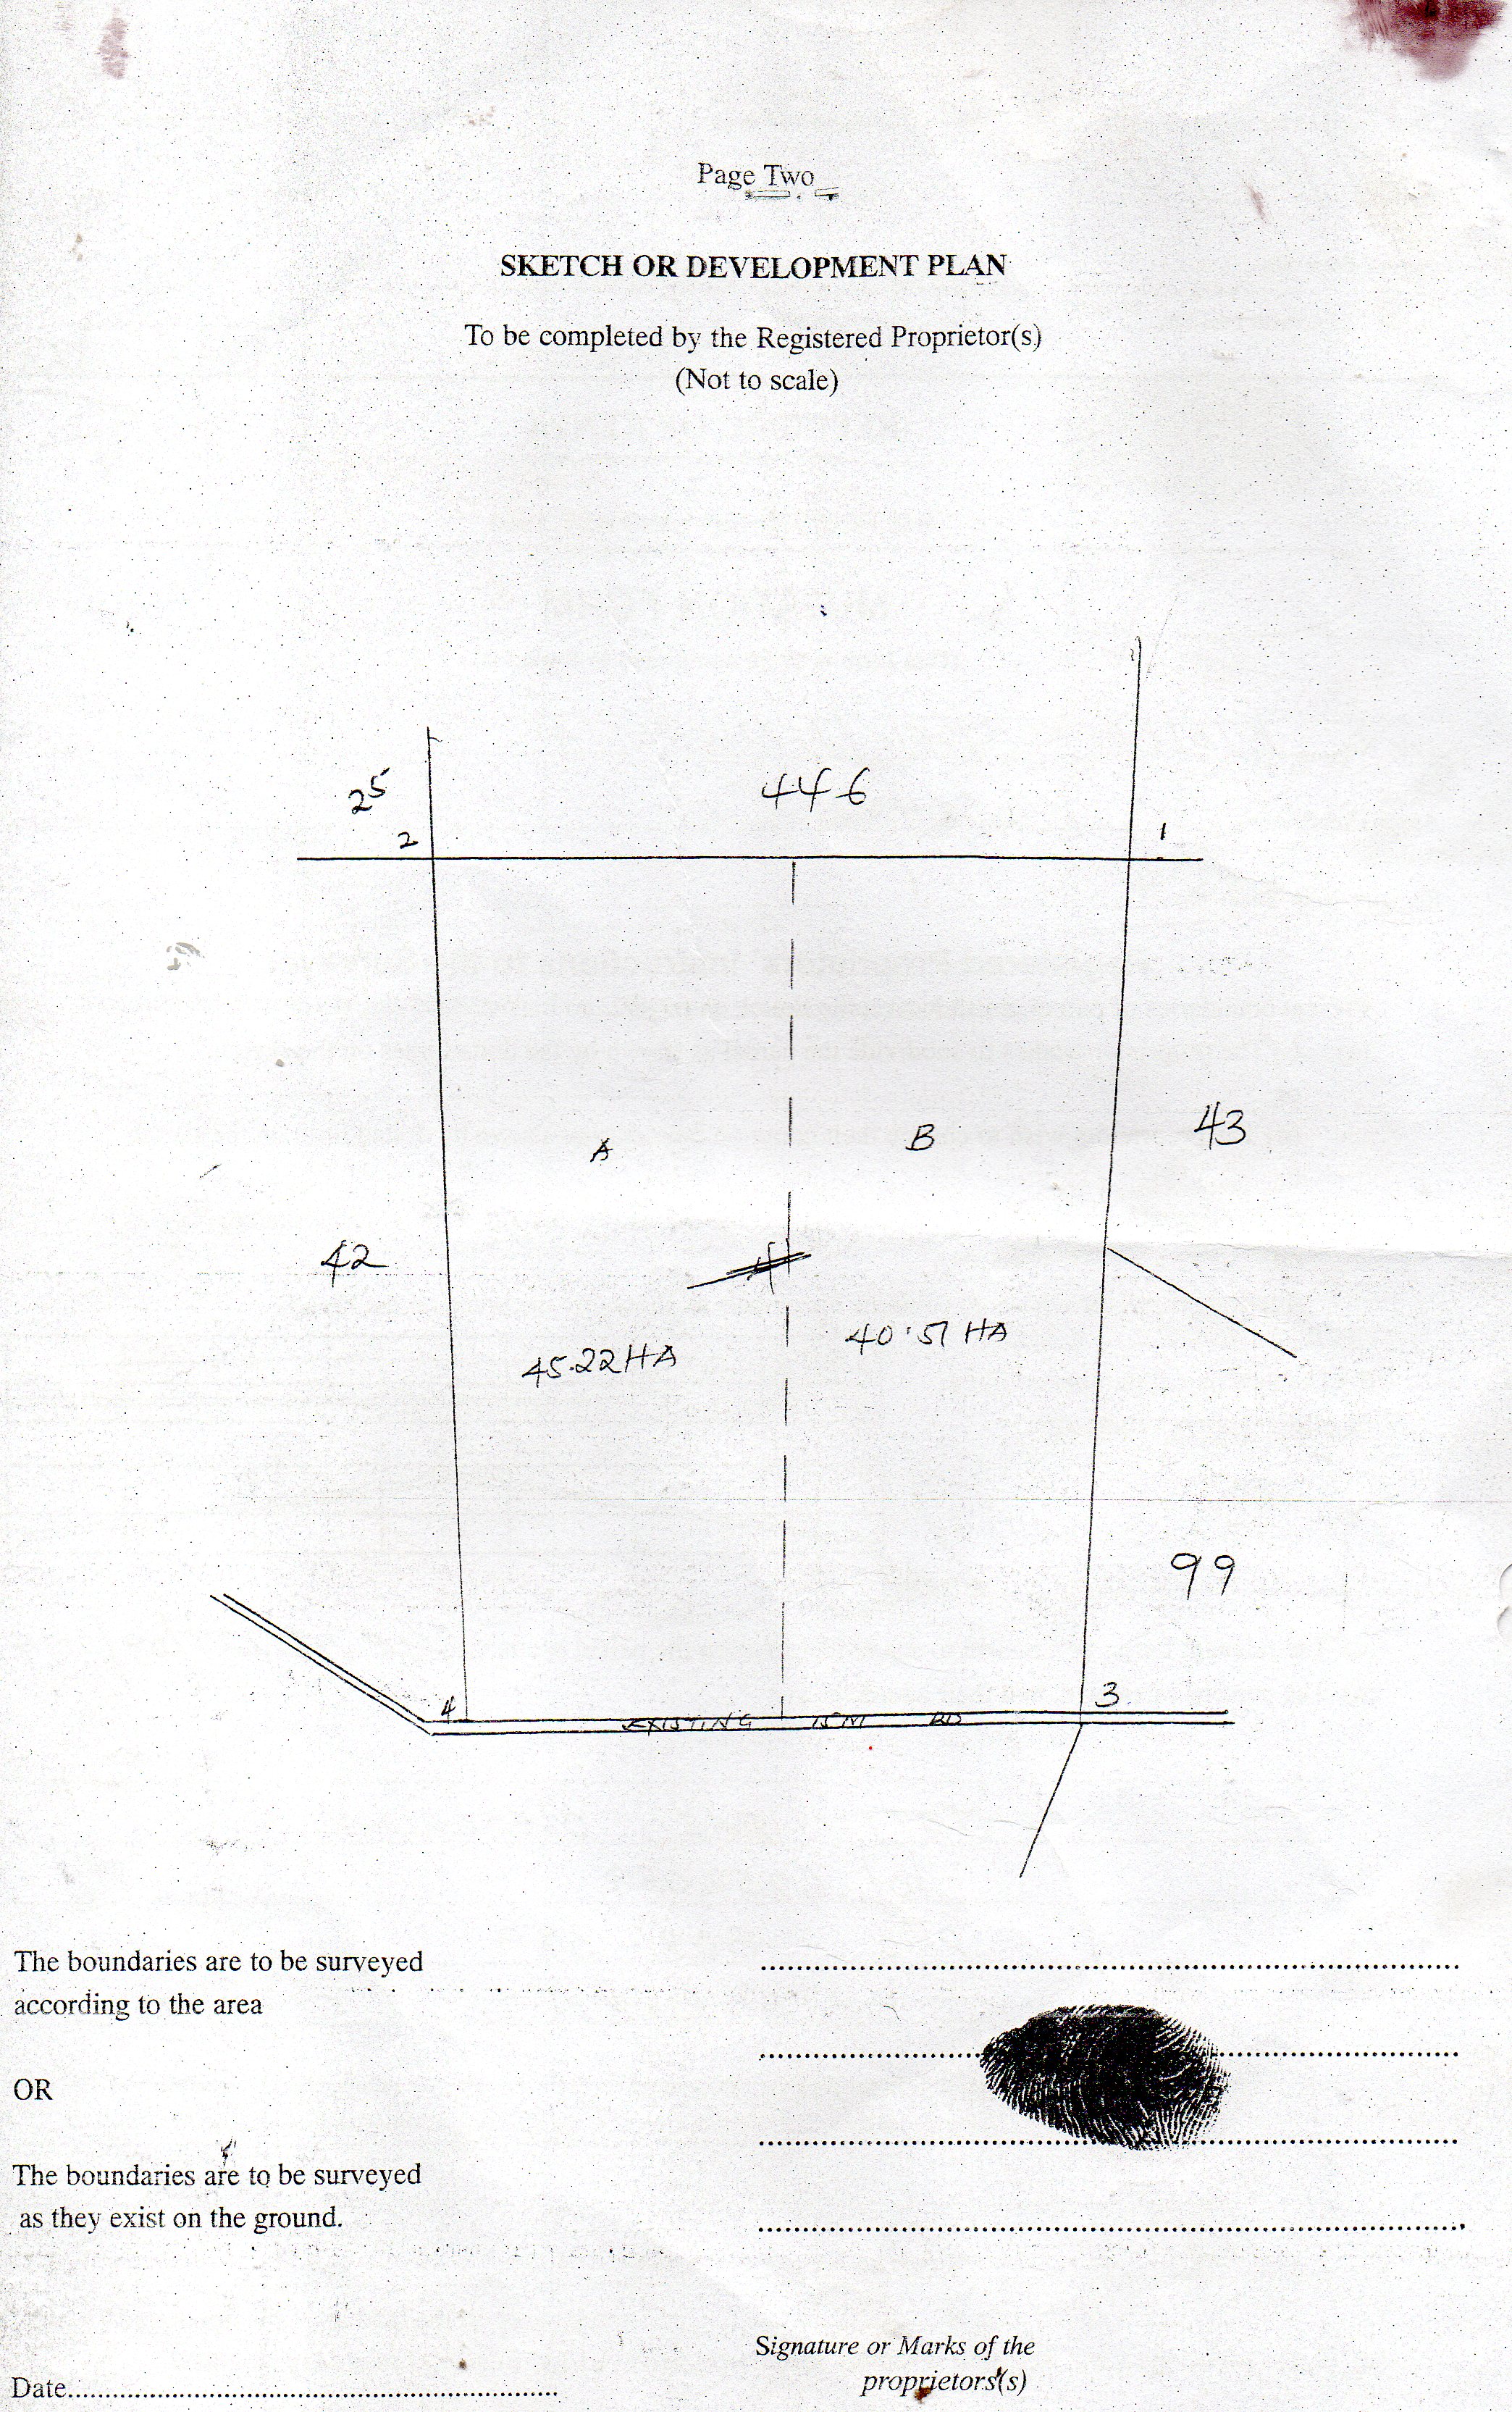 Page Two
SKETCH OR DEVELOPMENT PLAN
To be completed by the Registered Proprietor(s)
(Not to scale)
25
446
2
1
A
B
43
42
45.22HA
40.51 HA
99
4
3
EXISTING 15M RD
The boundaries are to be surveyed
according to the area
OR
The boundaries are to be surveyed
as they exist on the ground.
Signature or Marks of the
proprietors'(s)
Date